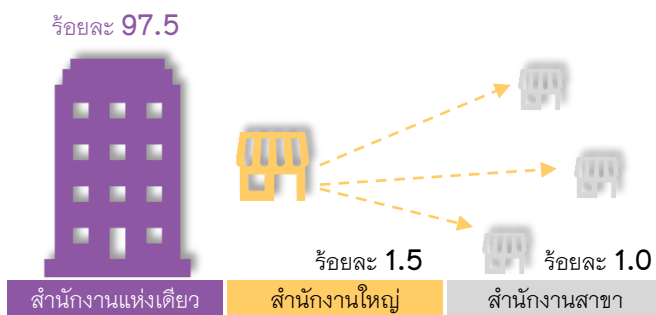 ร้อยละ 97.5
ร้อยละ 1.5
ร้อยละ 1.0
สำนักงานแห่งเดียว
สำนักงานใหญ่
สำนักงานสาขา